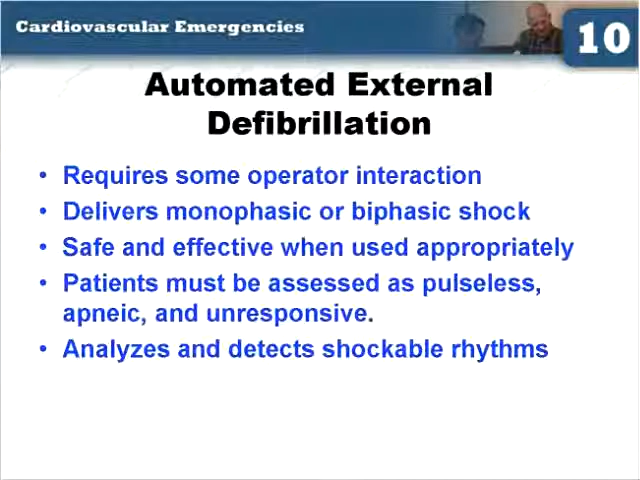 Cardiovascular Emergencies
10
Automated External
Defibrillation
• Requires some operator interaction
• Delivers monophasic or biphasic shock
• Safe and effective when used appropriately
• Patients must be assessed as pulseless,
apneic, and unresponsive.
• Analyzes and detects shockable rhythms